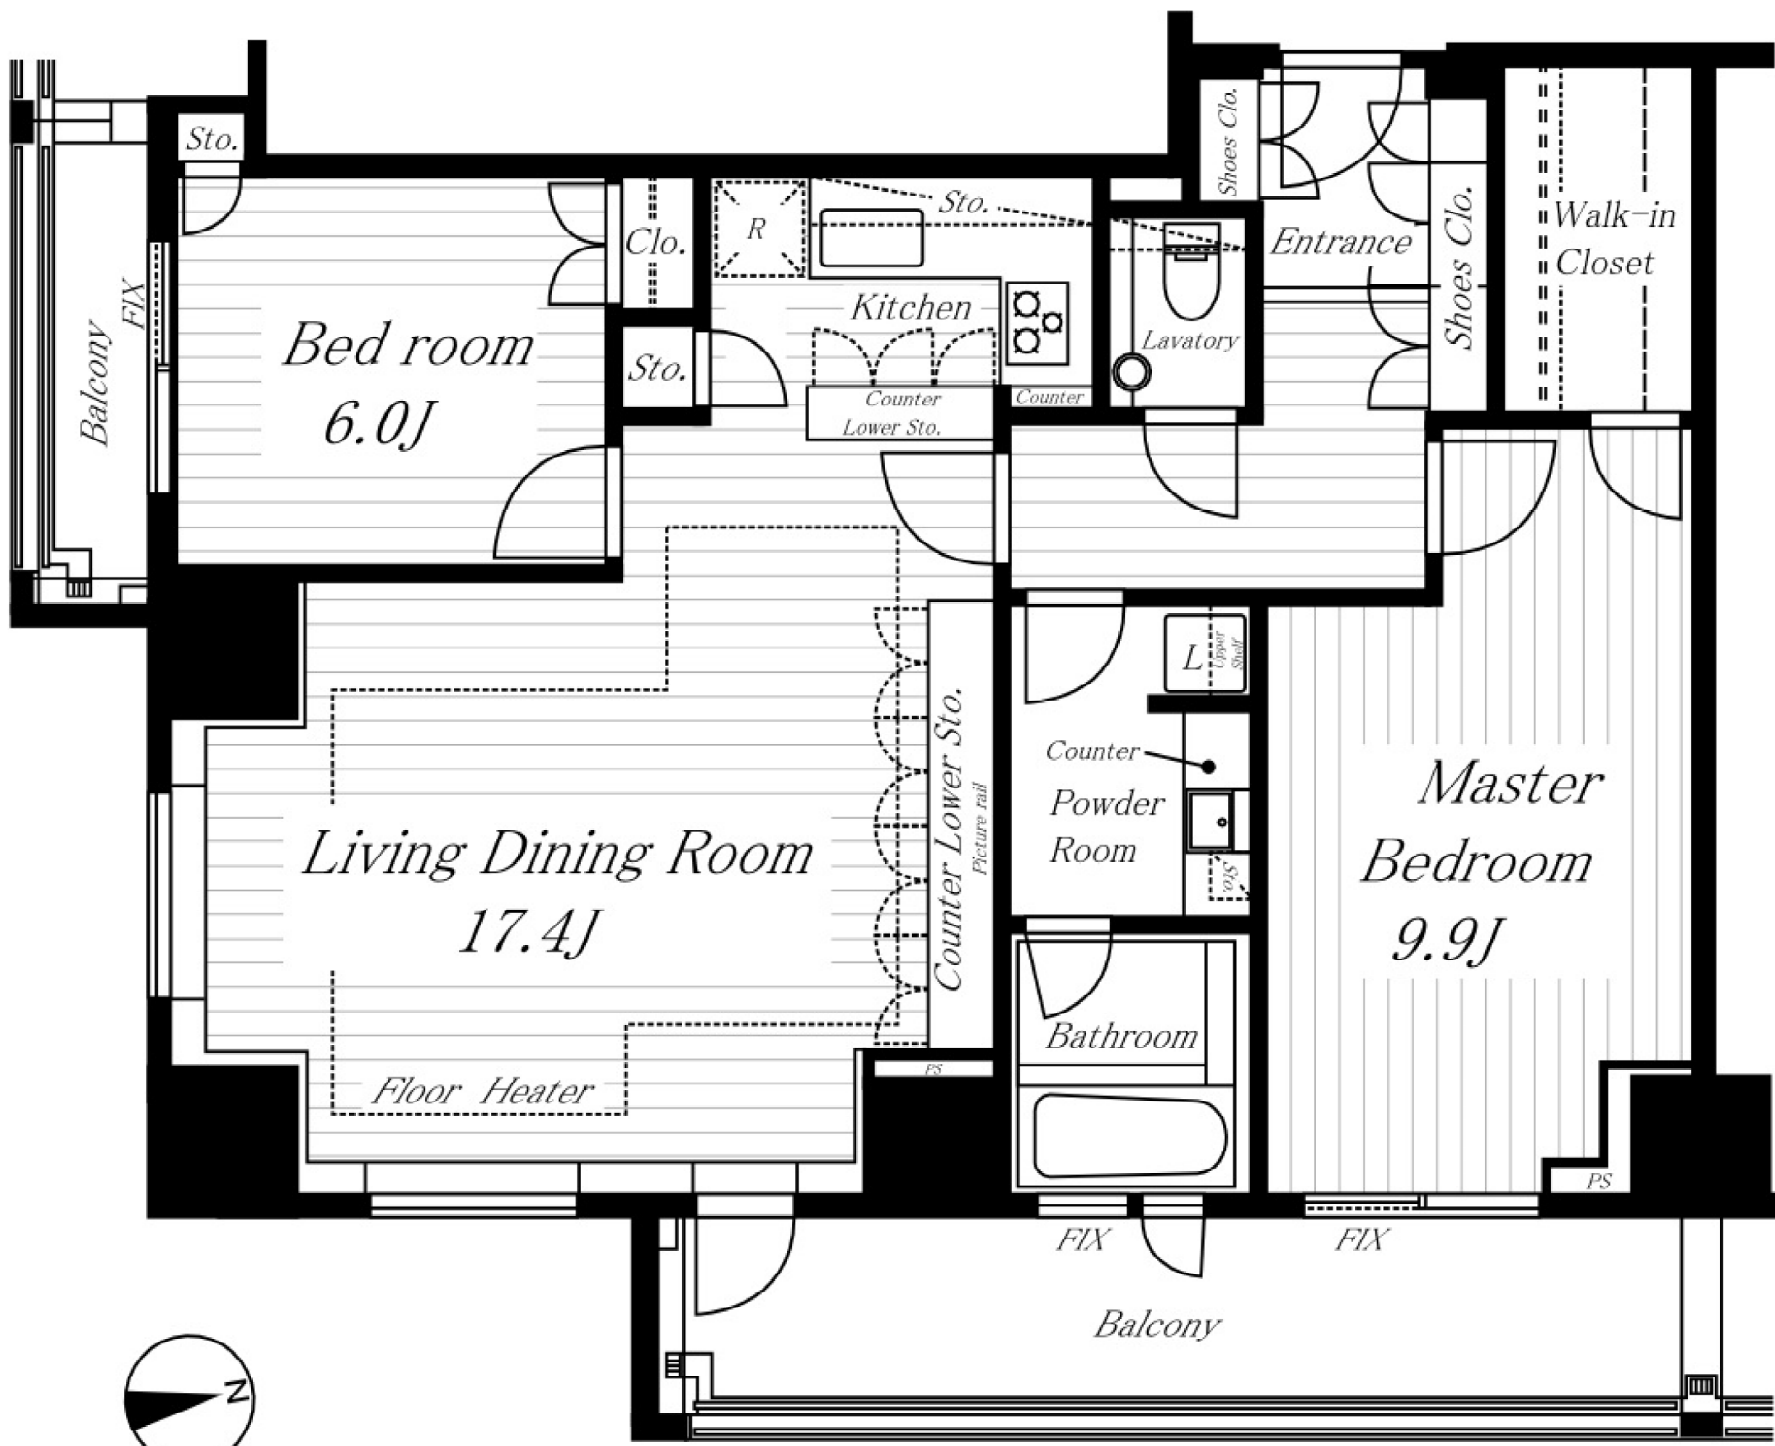 Sto.
Balcony
FIX
Bed room
6.0J
Clo.
Sto.
R
Sto.
Kitchen
Counter
Lower Sto.
Counter
Lavatory
Shoes Clo.
Entrance
Shoes Clo.
Walk-in
Closet
Living Dining Room
17.4J
Floor Heater
Counter Lower Sto.
Picture rail
PS
L
Upper
Shelf
Counter
Powder
Room
Sto.
Bathroom
Master
Bedroom
9.9J
PS
FIX
FIX
Balcony
N